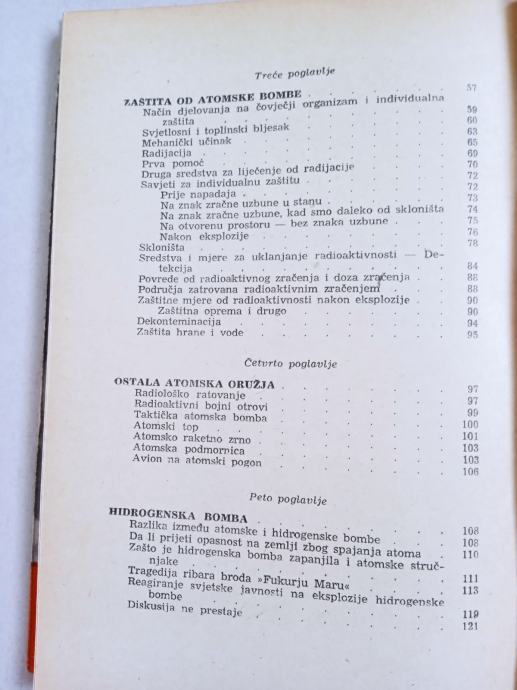 Treće poglavlje
ZAŠTITA OD ATOMSKE BOMBE . . . . . . 57
Način djelovanja na čovječji organizam i individualna
zaštita . . . . . . . . 59
Svjetlosni i toplinski bljesak . . . . . . 60
Mehanički učinak . . . . . . . . 63
Radijacija . . . . . . . . 65
Prva pomoć . . . . . . . . 69
Druga sredstva za liječenje od radijacije . . . . 70
Savjeti za individualnu zaštitu . . . . . 72
Prije napadaja . . . . . . . 72
Na znak zračne uzbune u stanu . . . . 73
Na znak zračne uzbune, kad smo daleko od skloništa 74
Na otvorenom prostoru — bez znaka uzbune . 75
Nakon eksplozije . . . . . . . 76
Skloništa . . . . . . . . 78
Sredstva i mjere za uklanjanje radioaktivnosti — De-
tekcija . . . . . . . . 84
Povrede od radioaktivnog zračenja i doza zračenja . 88
Područja zatrovana radioaktivnim zračenjem . . 88
Zaštitne mjere od radioaktivnosti nakon eksplozije . 90
Zaštitna oprema i drugo . . . . . 90
Dekonteminacija . . . . . . . 94
Zaštita hrane i vode . . . . . . 95
Četvrto poglavlje
OSTALA ATOMSKA ORUŽJA . . . . . . 97
Radiološko ratovanje . . . . . . 97
Radioaktivni bojni otrovi . . . . . 99
Taktička atomska bomba . . . . . 100
Atomski top . . . . . . . . 101
Atomsko raketno zrno . . . . . . 103
Atomska podmornica . . . . . . 103
Avion na atomski pogon . . . . . 106
Peto poglavlje
HIDROGENSKA BOMBA . . . . . . 108
Razlika između atomske i hidrogenske bombe . . 108
Da li prijeti opasnost na zemlji zbog spajanja atoma . 110
Zašto je hidrogenska bomba zapanjila i atomske struč-
njake . . . . . . . . 111
Tragedija ribara broda »Fukurju Maru« . . . 113
Reagiranje svjetske javnosti na eksplozije hidrogenske
bombe . . . . . . . . 119
Diskusija ne prestaje . . . . . . 121